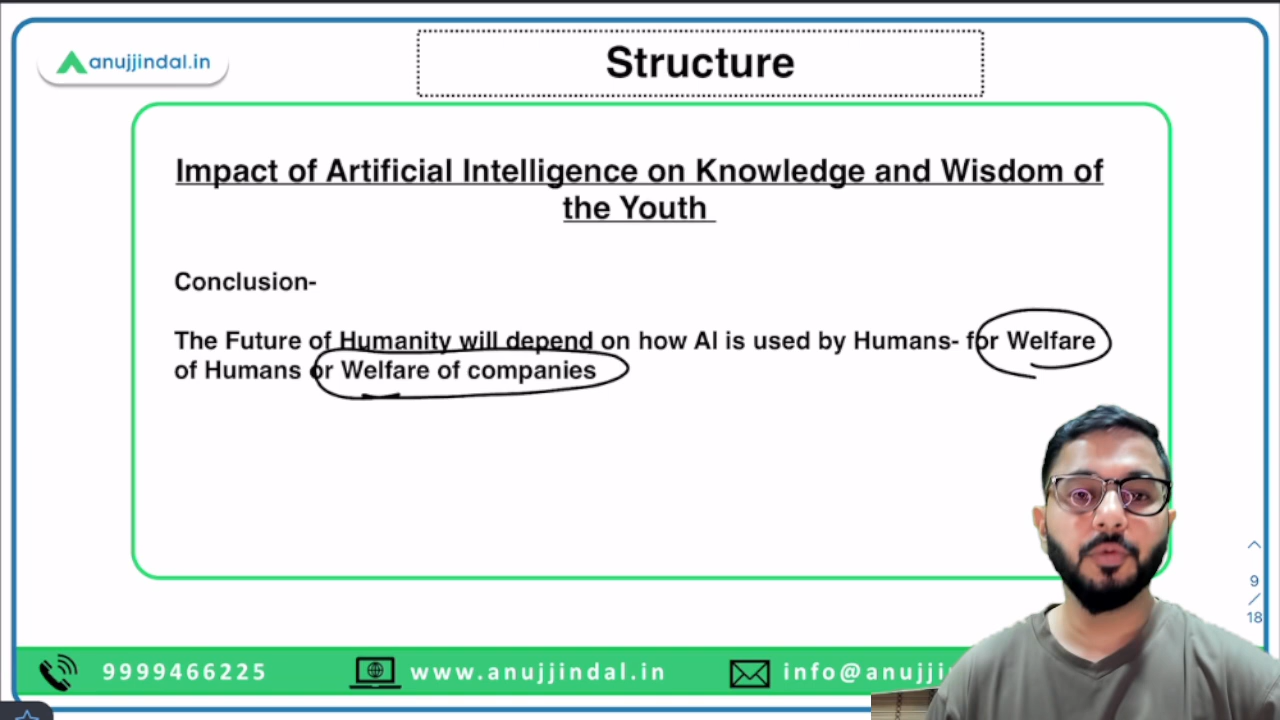 anujjindal.in
Structure
Impact of Artificial Intelligence on Knowledge and Wisdom of
the Youth
Conclusion-
The Future of Humanity will depend on how AI is used by Humans- for Welfare
of Humans or Welfare of companies
9
/
18
9999466225
www.anujjindal.in
info@anujji